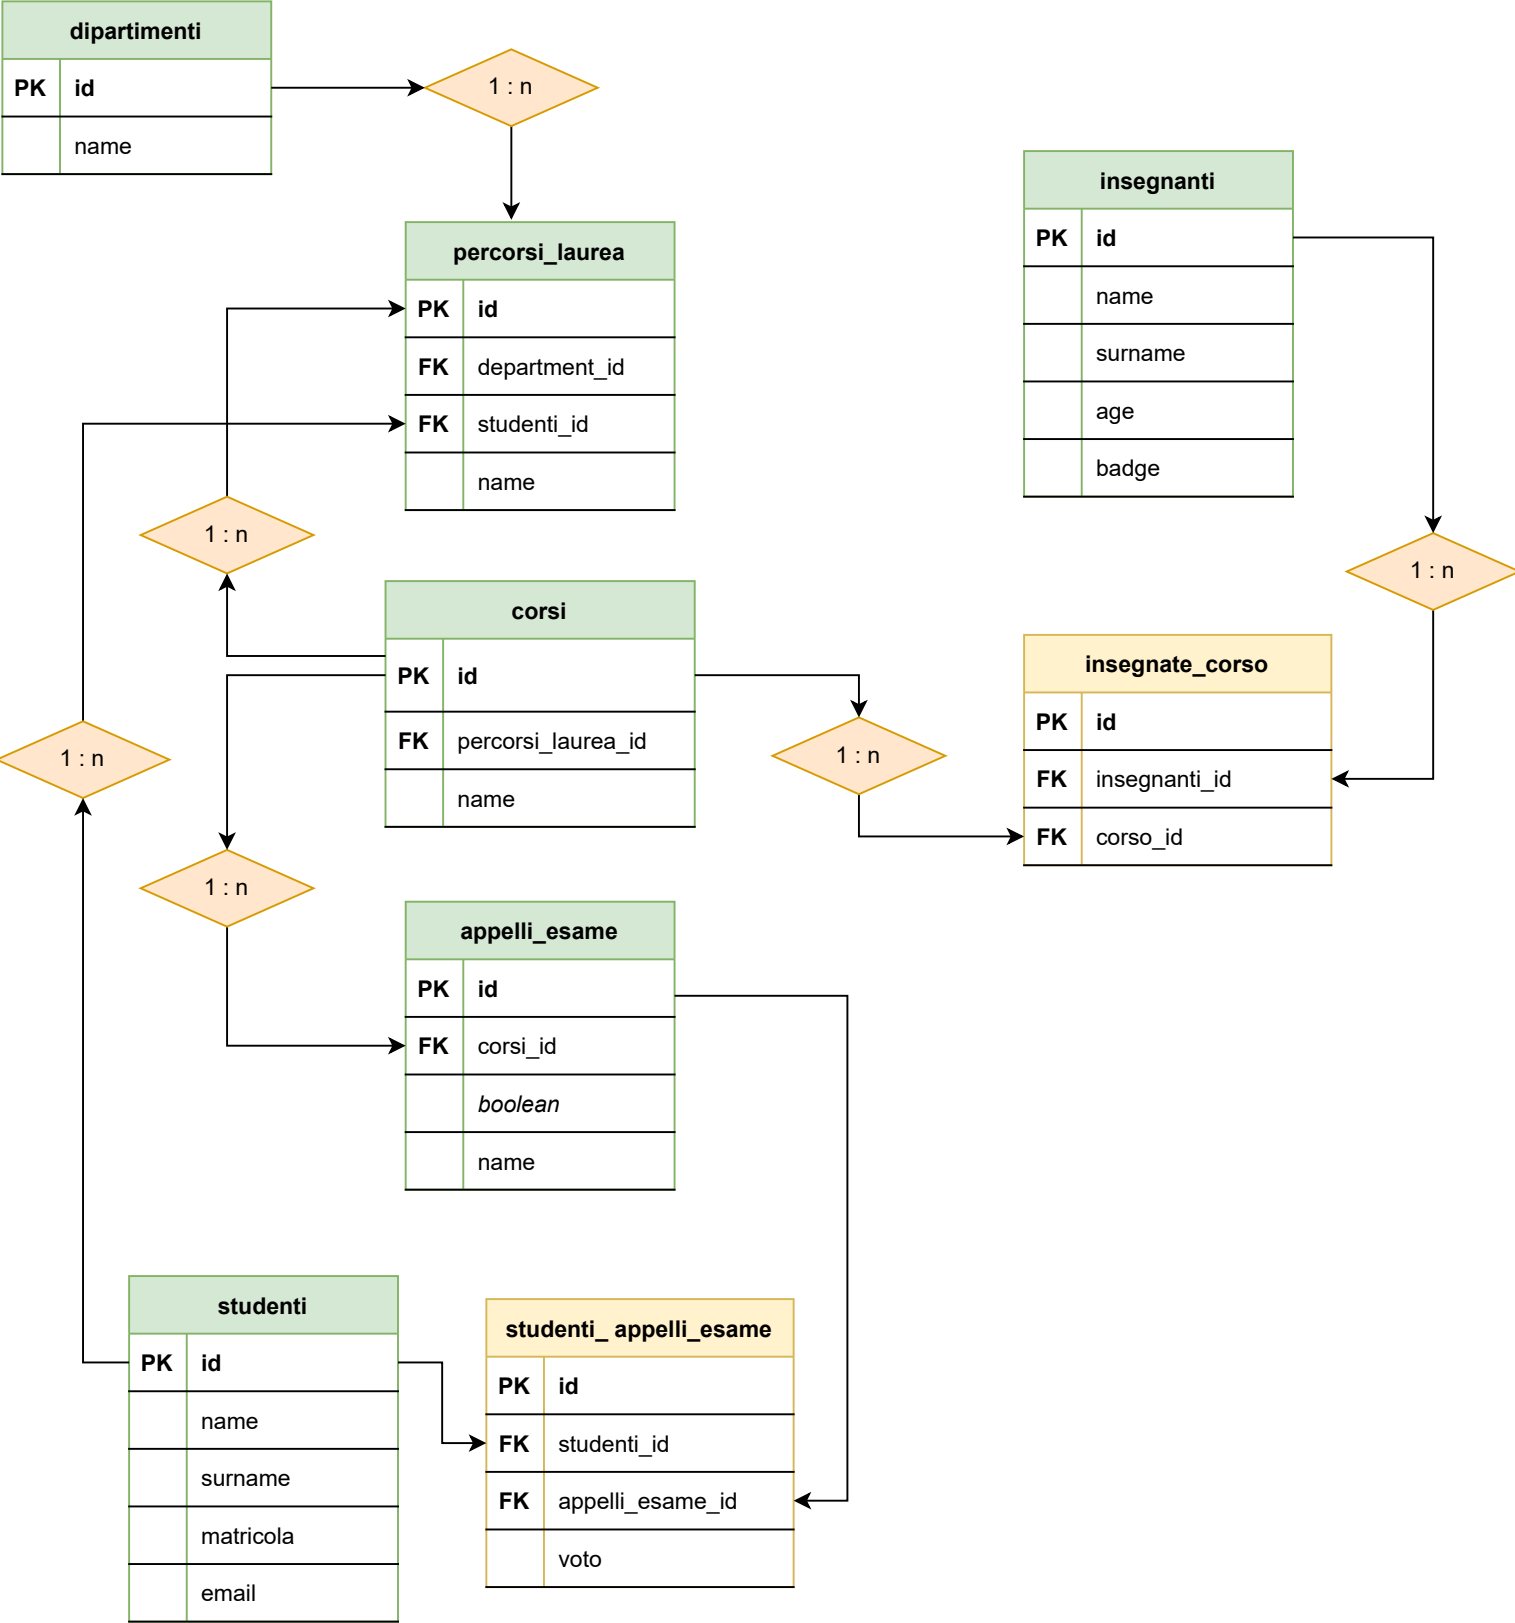 dipartimenti
PK id
name
1 : n
percorsi_laurea
PK id
FK department_id
FK studenti_id
name
insegnanti
PK id
name
surname
age
badge
1 : n
1 : n
corsi
PK id
FK percorsi_laurea_id
name
insegnate_corso
PK id
FK insegnanti_id
FK corso_id
1 : n
1 : n
1 : n
appelli_esame
PK id
FK corsi_id
boolean
name
studenti
PK id
name
surname
matricola
email
studenti_ appelli_esame
PK id
FK studenti_id
FK appelli_esame_id
voto